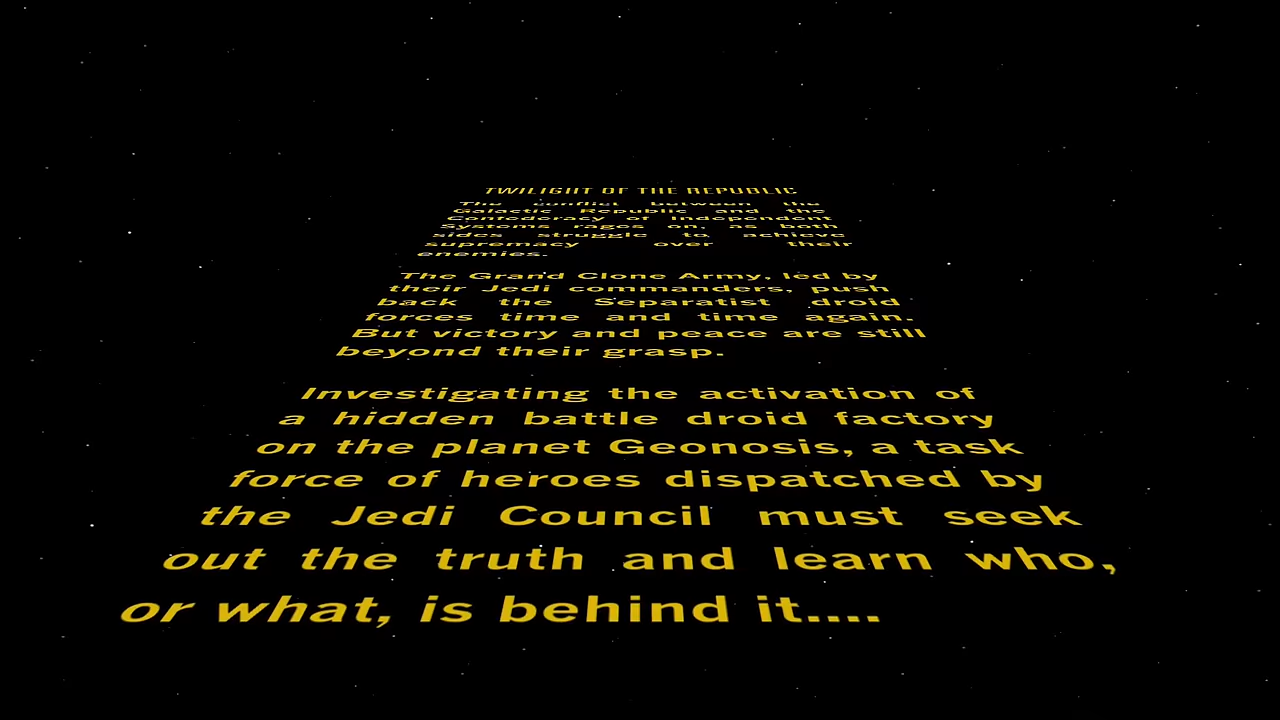 TWILIGHT OF THE REPUBLIC
The conflict between the
Galactic Republic and the
Confederacy of Independent
Systems rages on, as both
sides struggle to achieve
supremacy over their
enemies.
The Grand Clone Army, led by
their Jedi commanders, push
back the Separatist droid
forces time and time again.
But victory and peace are still
beyond their grasp.
Investigating the activation of
a hidden battle droid factory
on the planet Geonosis, a task
force of heroes dispatched by
the Jedi Council must seek
out the truth and learn who,
or what, is behind it....